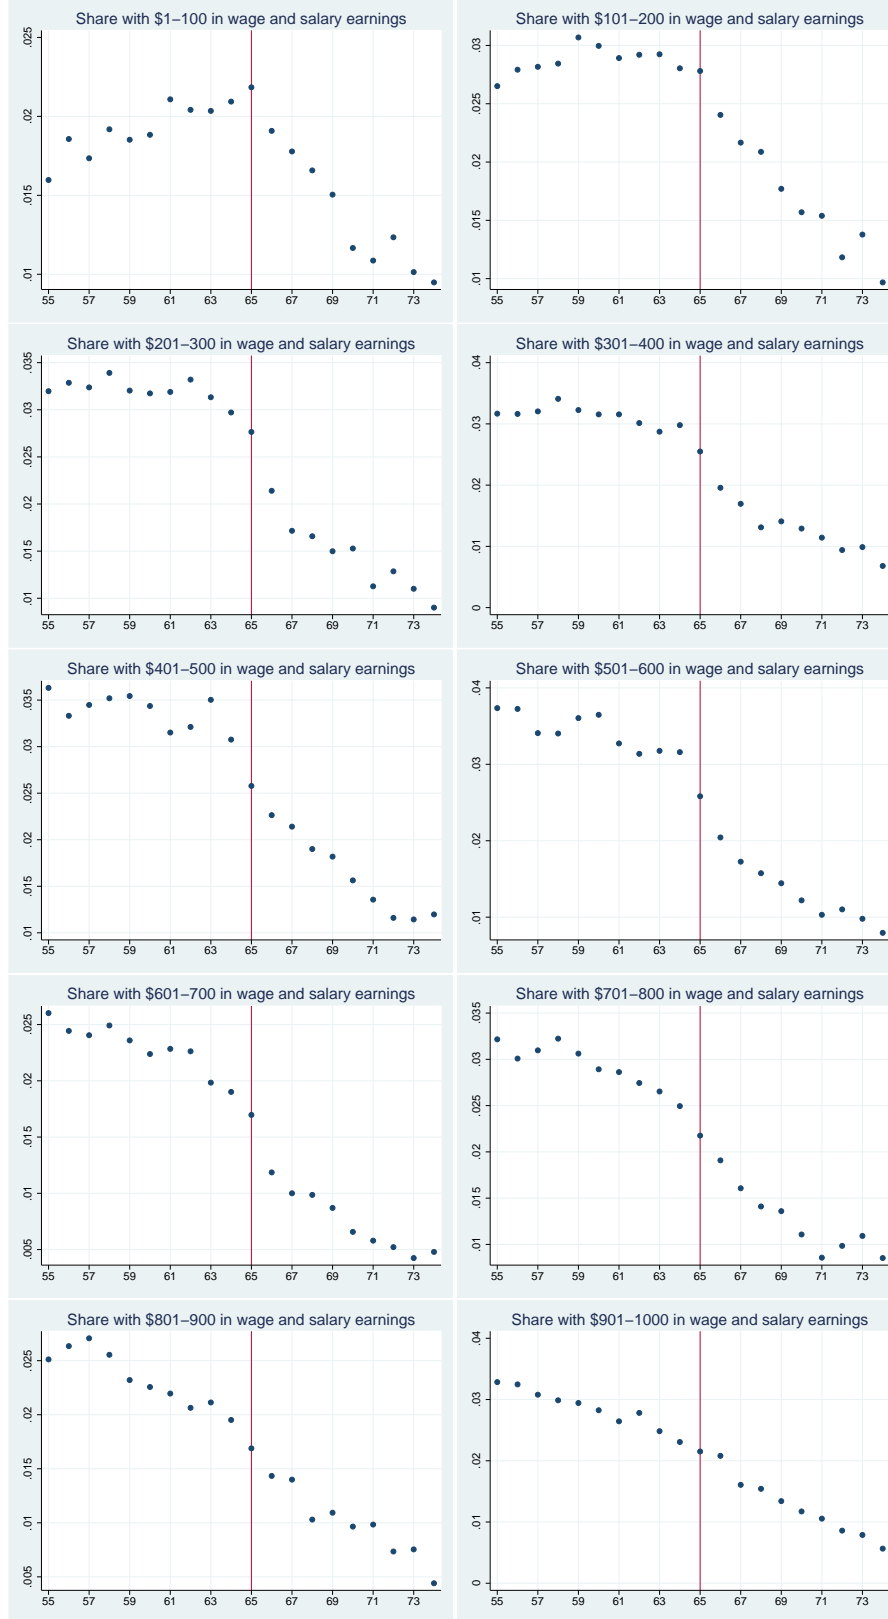 Share with $1–100 in wage and salary earnings
.025
.02
.015
.01
55 57 59 61 63 65 67 69 71 73
Share with $101–200 in wage and salary earnings
.03
.025
.02
.015
.01
55 57 59 61 63 65 67 69 71 73
Share with $201–300 in wage and salary earnings
.035
.03
.025
.02
.015
.01
55 57 59 61 63 65 67 69 71 73
Share with $301–400 in wage and salary earnings
.04
.03
.02
.01
0
55 57 59 61 63 65 67 69 71 73
Share with $401–500 in wage and salary earnings
.035
.03
.025
.02
.015
.01
55 57 59 61 63 65 67 69 71 73
Share with $501–600 in wage and salary earnings
.04
.03
.02
.01
55 57 59 61 63 65 67 69 71 73
Share with $601–700 in wage and salary earnings
.025
.02
.015
.01
.005
55 57 59 61 63 65 67 69 71 73
Share with $701–800 in wage and salary earnings
.035
.03
.025
.02
.015
.01
55 57 59 61 63 65 67 69 71 73
Share with $801–900 in wage and salary earnings
.025
.02
.015
.01
.005
55 57 59 61 63 65 67 69 71 73
Share with $901–1000 in wage and salary earnings
.04
.03
.02
.01
0
55 57 59 61 63 65 67 69 71 73